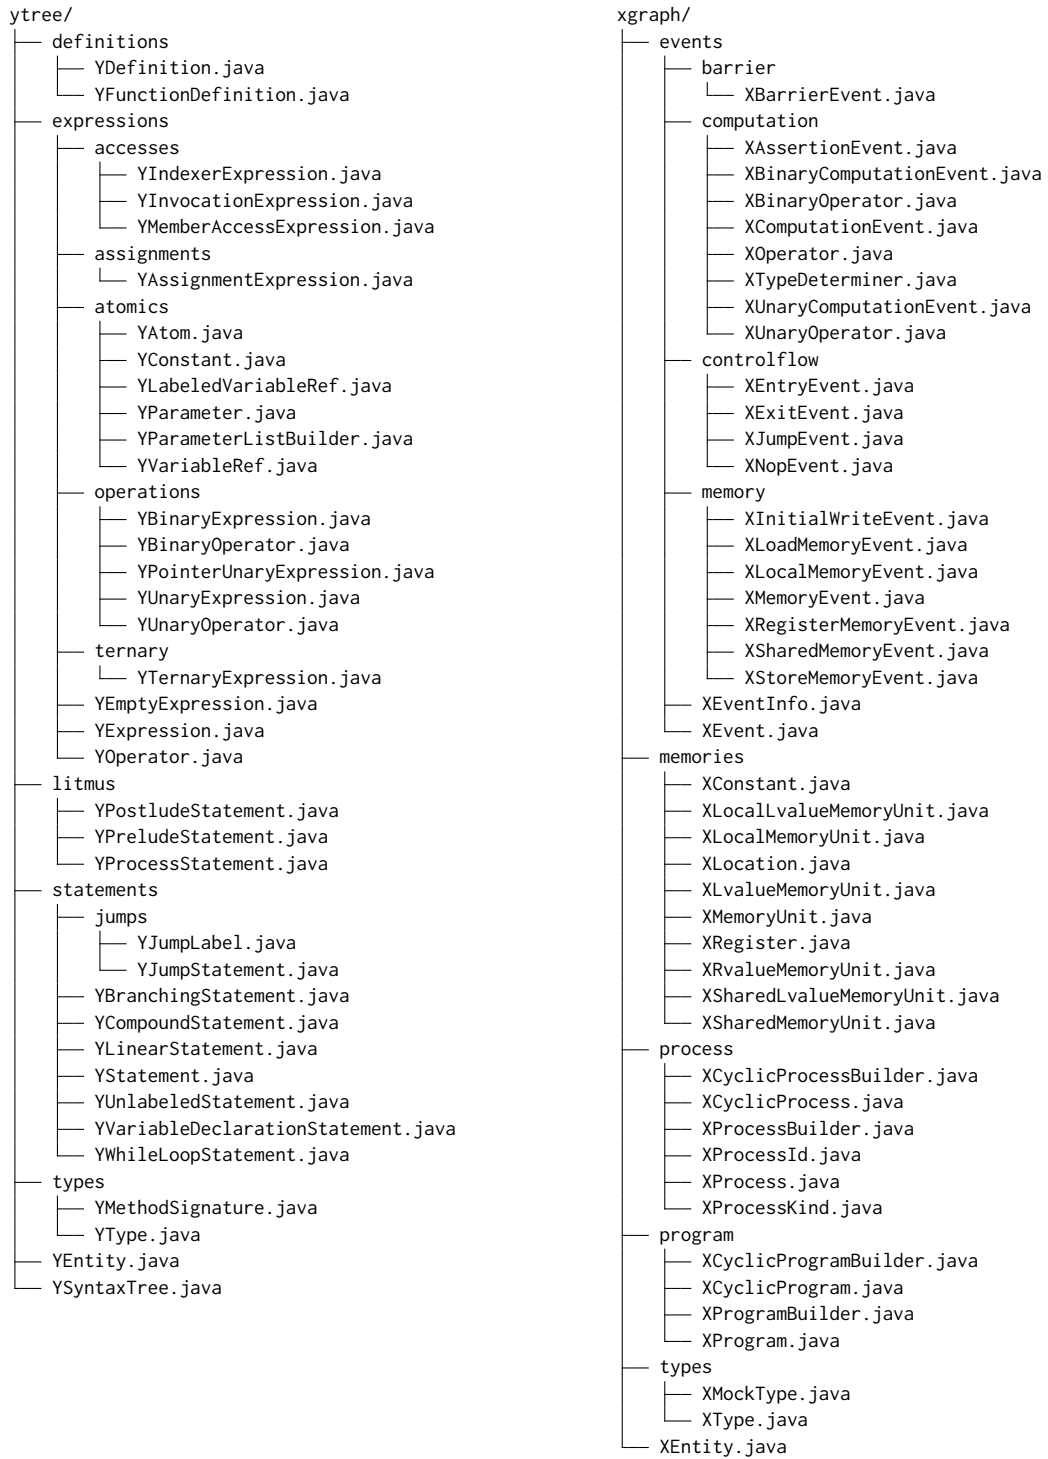 ytree/
├── definitions
│   ├── YDefinition.java
│   └── YFunctionDefinition.java
├── expressions
│   ├── accesses
│   │   ├── YIndexerExpression.java
│   │   ├── YInvocationExpression.java
│   │   └── YMemberAccessExpression.java
│   ├── assignments
│   │   └── YAssignmentExpression.java
│   ├── atomics
│   │   ├── YAtom.java
│   │   ├── YConstant.java
│   │   ├── YLabeledVariableRef.java
│   │   ├── YParameter.java
│   │   ├── YParameterListBuilder.java
│   │   └── YVariableRef.java
│   ├── operations
│   │   ├── YBinaryExpression.java
│   │   ├── YBinaryOperator.java
│   │   ├── YPointerUnaryExpression.java
│   │   ├── YUnaryExpression.java
│   │   └── YUnaryOperator.java
│   ├── ternary
│   │   └── YTernaryExpression.java
│   ├── YEmptyExpression.java
│   ├── YExpression.java
│   └── YOperator.java
├── litmus
│   ├── YPostludeStatement.java
│   ├── YPreludeStatement.java
│   └── YProcessStatement.java
├── statements
│   ├── jumps
│   │   ├── YJumpLabel.java
│   │   └── YJumpStatement.java
│   ├── YBranchingStatement.java
│   ├── YCompoundStatement.java
│   ├── YLinearStatement.java
│   ├── YStatement.java
│   ├── YUnlabeledStatement.java
│   ├── YVariableDeclarationStatement.java
│   └── YWhileLoopStatement.java
├── types
│   ├── YMethodSignature.java
│   └── YType.java
├── YEntity.java
└── YSyntaxTree.java
xgraph/
├── events
│   ├── barrier
│   │   └── XBarrierEvent.java
│   ├── computation
│   │   ├── XAssertionEvent.java
│   │   ├── XBinaryComputationEvent.java
│   │   ├── XBinaryOperator.java
│   │   ├── XComputationEvent.java
│   │   ├── XOperator.java
│   │   ├── XTypeDeterminer.java
│   │   ├── XUnaryComputationEvent.java
│   │   └── XUnaryOperator.java
│   ├── controlflow
│   │   ├── XEntryEvent.java
│   │   ├── XExitEvent.java
│   │   ├── XJumpEvent.java
│   │   └── XNopEvent.java
│   ├── memory
│   │   ├── XInitialWriteEvent.java
│   │   ├── XLoadMemoryEvent.java
│   │   ├── XLocalMemoryEvent.java
│   │   ├── XMemoryEvent.java
│   │   ├── XRegisterMemoryEvent.java
│   │   ├── XSharedMemoryEvent.java
│   │   └── XStoreMemoryEvent.java
│   ├── XEventInfo.java
│   └── XEvent.java
├── memories
│   ├── XConstant.java
│   ├── XLocalLvalueMemoryUnit.java
│   ├── XLocalMemoryUnit.java
│   ├── XLocation.java
│   ├── XLvalueMemoryUnit.java
│   ├── XMemoryUnit.java
│   ├── XRegister.java
│   ├── XRvalueMemoryUnit.java
│   ├── XSharedLvalueMemoryUnit.java
│   └── XSharedMemoryUnit.java
├── process
│   ├── XCyclicProcessBuilder.java
│   ├── XCyclicProcess.java
│   ├── XProcessBuilder.java
│   ├── XProcessId.java
│   ├── XProcess.java
│   └── XProcessKind.java
├── program
│   ├── XCyclicProgramBuilder.java
│   ├── XCyclicProgram.java
│   ├── XProgramBuilder.java
│   └── XProgram.java
├── types
│   ├── XMockType.java
│   └── XType.java
└── XEntity.java